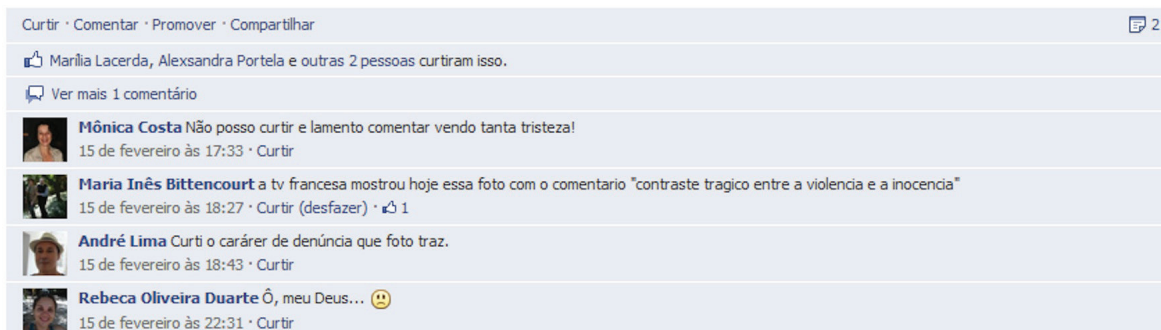 Curtir · Comentar · Promover · Compartilhar 2
Marília Lacerda, Alexsandra Portela e outras 2 pessoas curtiram isso.
Ver mais 1 comentário
Mônica Costa Não posso curtir e lamento comentar vendo tanta tristeza!
15 de fevereiro às 17:33 · Curtir
Maria Inês Bittencourt a tv francesa mostrou hoje essa foto com o comentario "contraste tragico entre a violencia e a inocencia"
15 de fevereiro às 18:27 · Curtir (desfazer) · 1
André Lima Curti o carárer de denúncia que foto traz.
15 de fevereiro às 18:43 · Curtir
Rebeca Oliveira Duarte Ô, meu Deus...
15 de fevereiro às 22:31 · Curtir